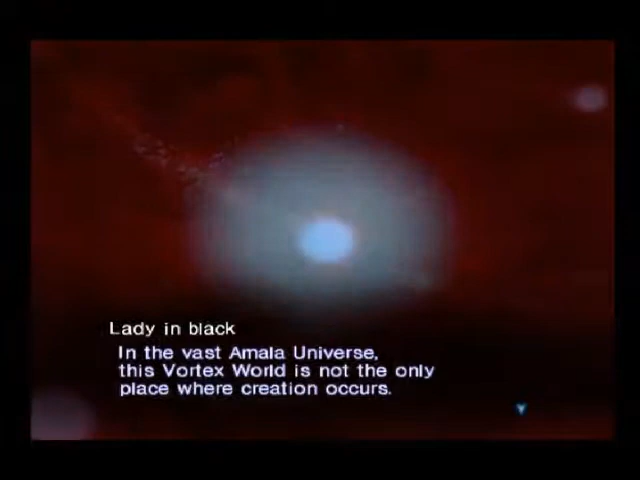 Lady in black
In the vast Amala Universe,
this Vortex World is not the only
place where creation occurs.